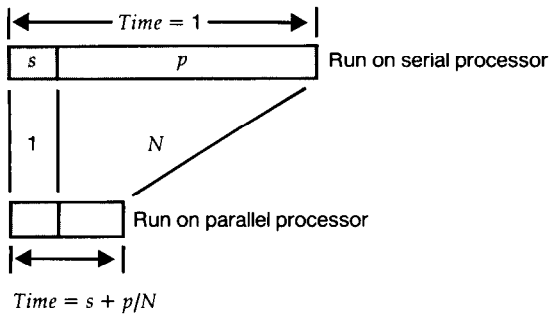 Time = 1
s p Run on serial processor
1 N
Run on parallel processor
Time = s + p/N